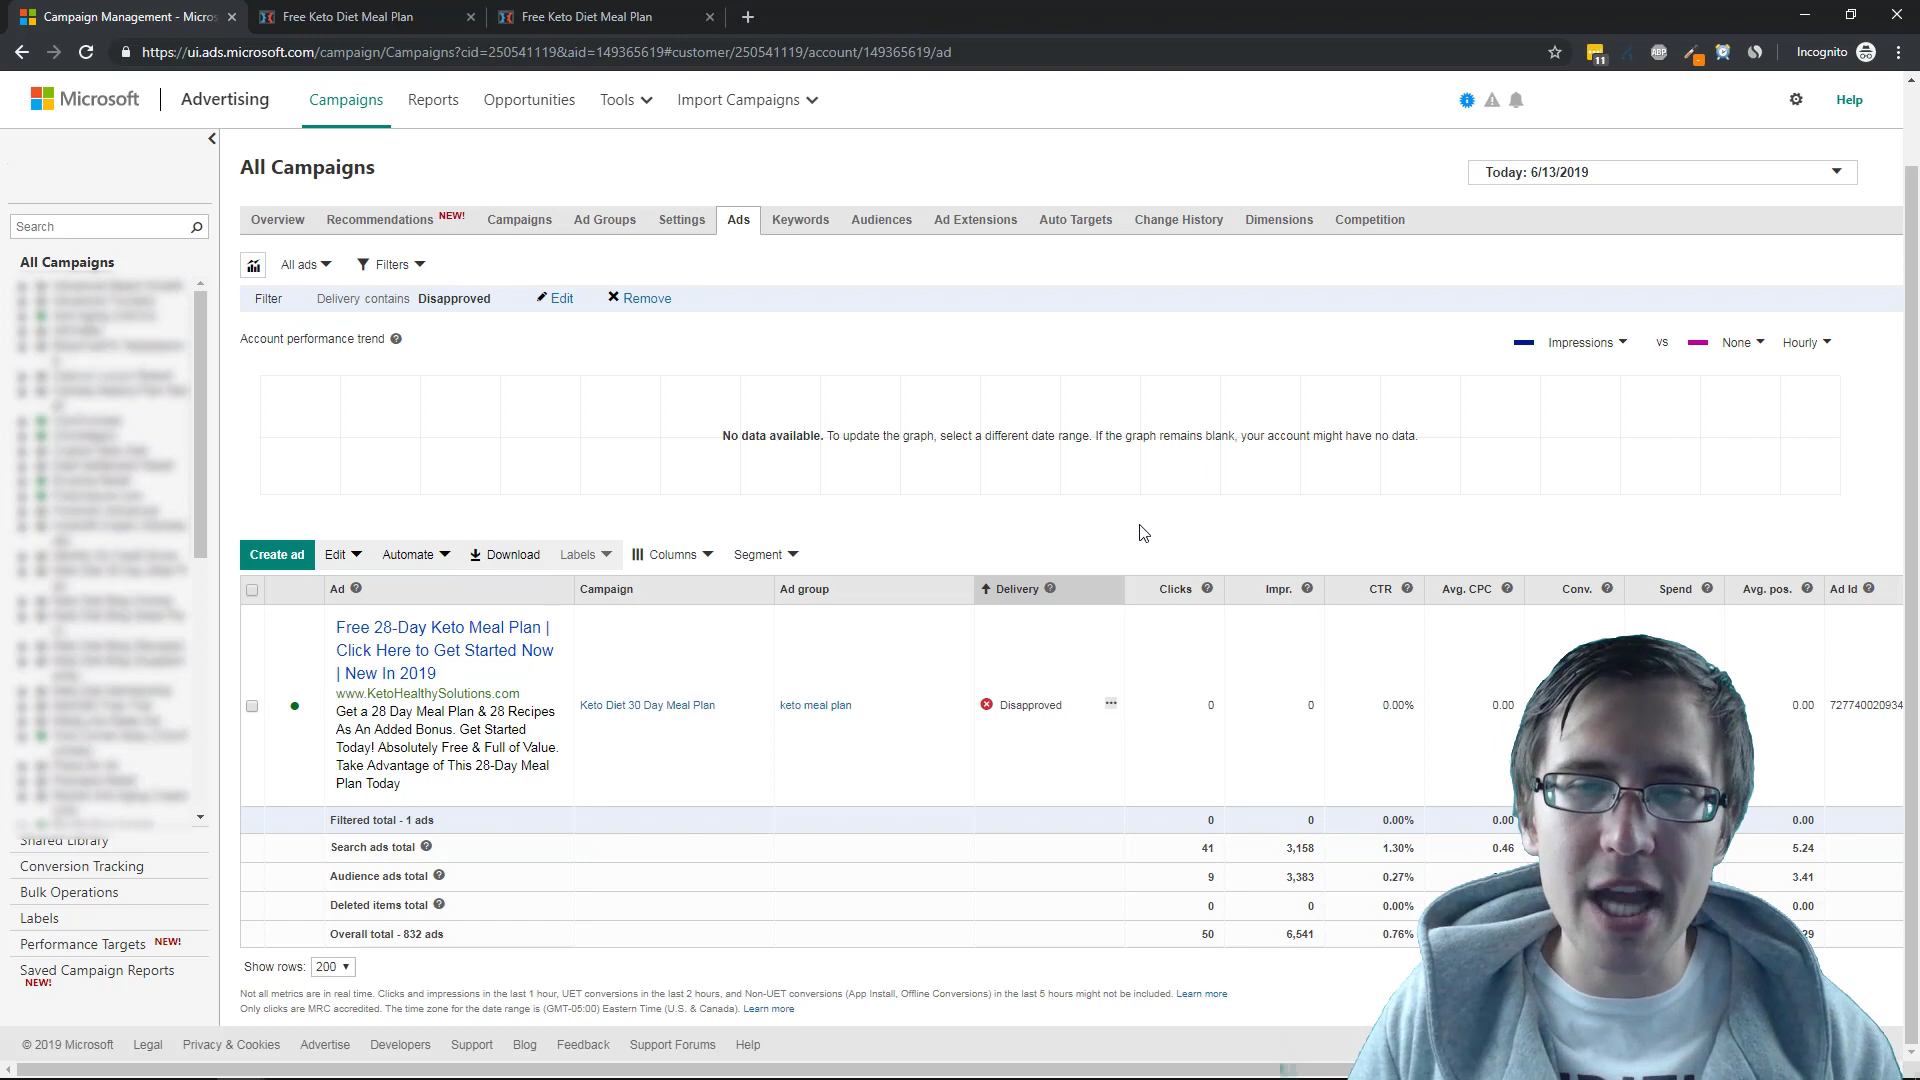 Campaign Management - Micros
Free Keto Diet Meal Plan
Free Keto Diet Meal Plan
https://ui.ads.microsoft.com/campaign/Campaigns?cid=250541119&aid=149365619#customer/250541119/account/149365619/ad
11
ABP
Incognito
Microsoft
Advertising
Campaigns
Reports
Opportunities
Tools
Import Campaigns
Help
All Campaigns
Today: 6/13/2019
Search
Overview
Recommendations NEW!
Campaigns
Ad Groups
Settings
Ads
Keywords
Audiences
Ad Extensions
Auto Targets
Change History
Dimensions
Competition
All Campaigns
All ads
Filters
Filter
Delivery contains Disapproved
Edit
Remove
Account performance trend
Impressions
vs
None
Hourly
No data available. To update the graph, select a different date range. If the graph remains blank, your account might have no data.
Create ad
Edit
Automate
Download
Labels
Columns
Segment
Ad
Campaign
Ad group
Delivery
Clicks
Impr.
CTR
Avg. CPC
Conv.
Spend
Avg. pos.
Ad Id
Free 28-Day Keto Meal Plan |
Click Here to Get Started Now
| New In 2019
www.KetoHealthySolutions.com
Get a 28 Day Meal Plan & 28 Recipes
As An Added Bonus. Get Started
Today! Absolutely Free & Full of Value.
Take Advantage of This 28-Day Meal
Plan Today
Keto Diet 30 Day Meal Plan
keto meal plan
Disapproved
0
0
0.00%
0.00
0.00
727740020934
Filtered total - 1 ads
0
0
0.00%
0.00
0.00
Search ads total
41
3,158
1.30%
0.46
5.24
Audience ads total
9
3,383
0.27%
3.41
Deleted items total
0
0
0.00%
0.00
Overall total - 832 ads
50
6,541
0.76%
Shared Library
Conversion Tracking
Bulk Operations
Labels
Performance Targets NEW!
Saved Campaign Reports
NEW!
Show rows: 200
Not all metrics are in real time. Clicks and impressions in the last 1 hour, UET conversions in the last 2 hours, and Non-UET conversions (App Install, Offline Conversions) in the last 5 hours might not be included. Learn more
Only clicks are MRC accredited. The time zone for the date range is (GMT-05:00) Eastern Time (U.S. & Canada). Learn more
© 2019 Microsoft
Legal
Privacy & Cookies
Advertise
Developers
Support
Blog
Feedback
Support Forums
Help